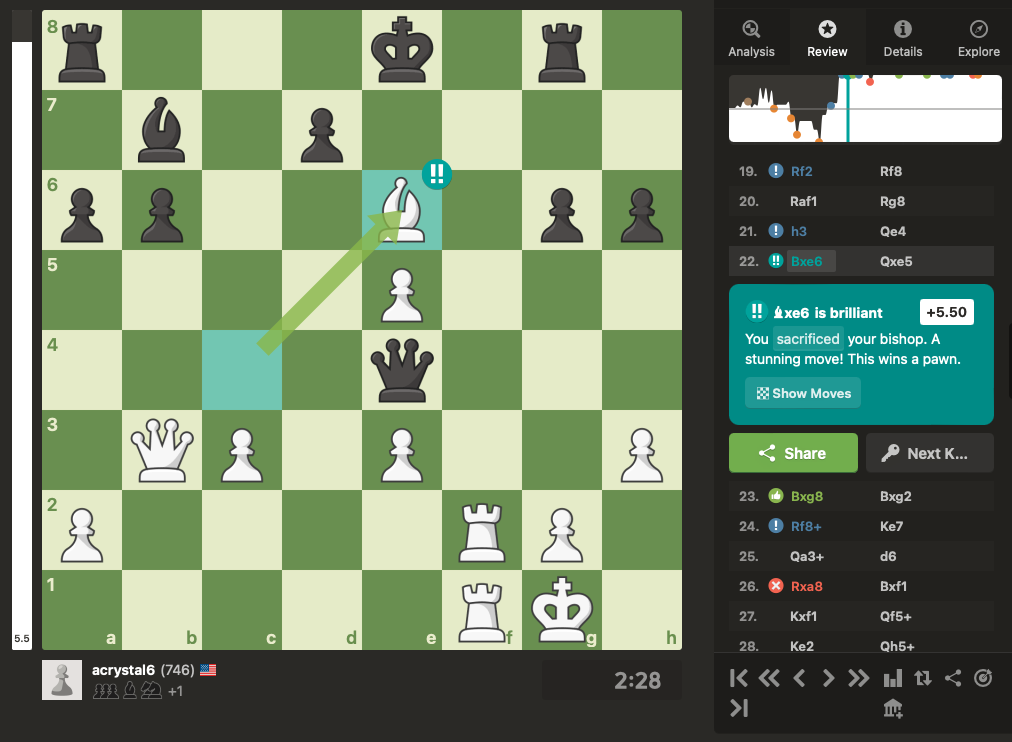 8
7
6
5
4
3
2
1
a b c d e f g h
!!
5.5
acrystal6 (746)
+1
2:28
Analysis Review Details Explore
19. ! Rf2 Rf8
20. Raf1 Rg8
21. ! h3 Qe4
22. !! Bxe6 Qxe5
!! xe6 is brilliant +5.50
You sacrificed your bishop. A
stunning move! This wins a pawn.
Show Moves
Share Next K...
23. Bxg8 Bxg2
24. ! Rf8+ Ke7
25. Qa3+ d6
26. Rxa8 Bxf1
27. Kxf1 Qf5+
28. Ke2 Qh5+